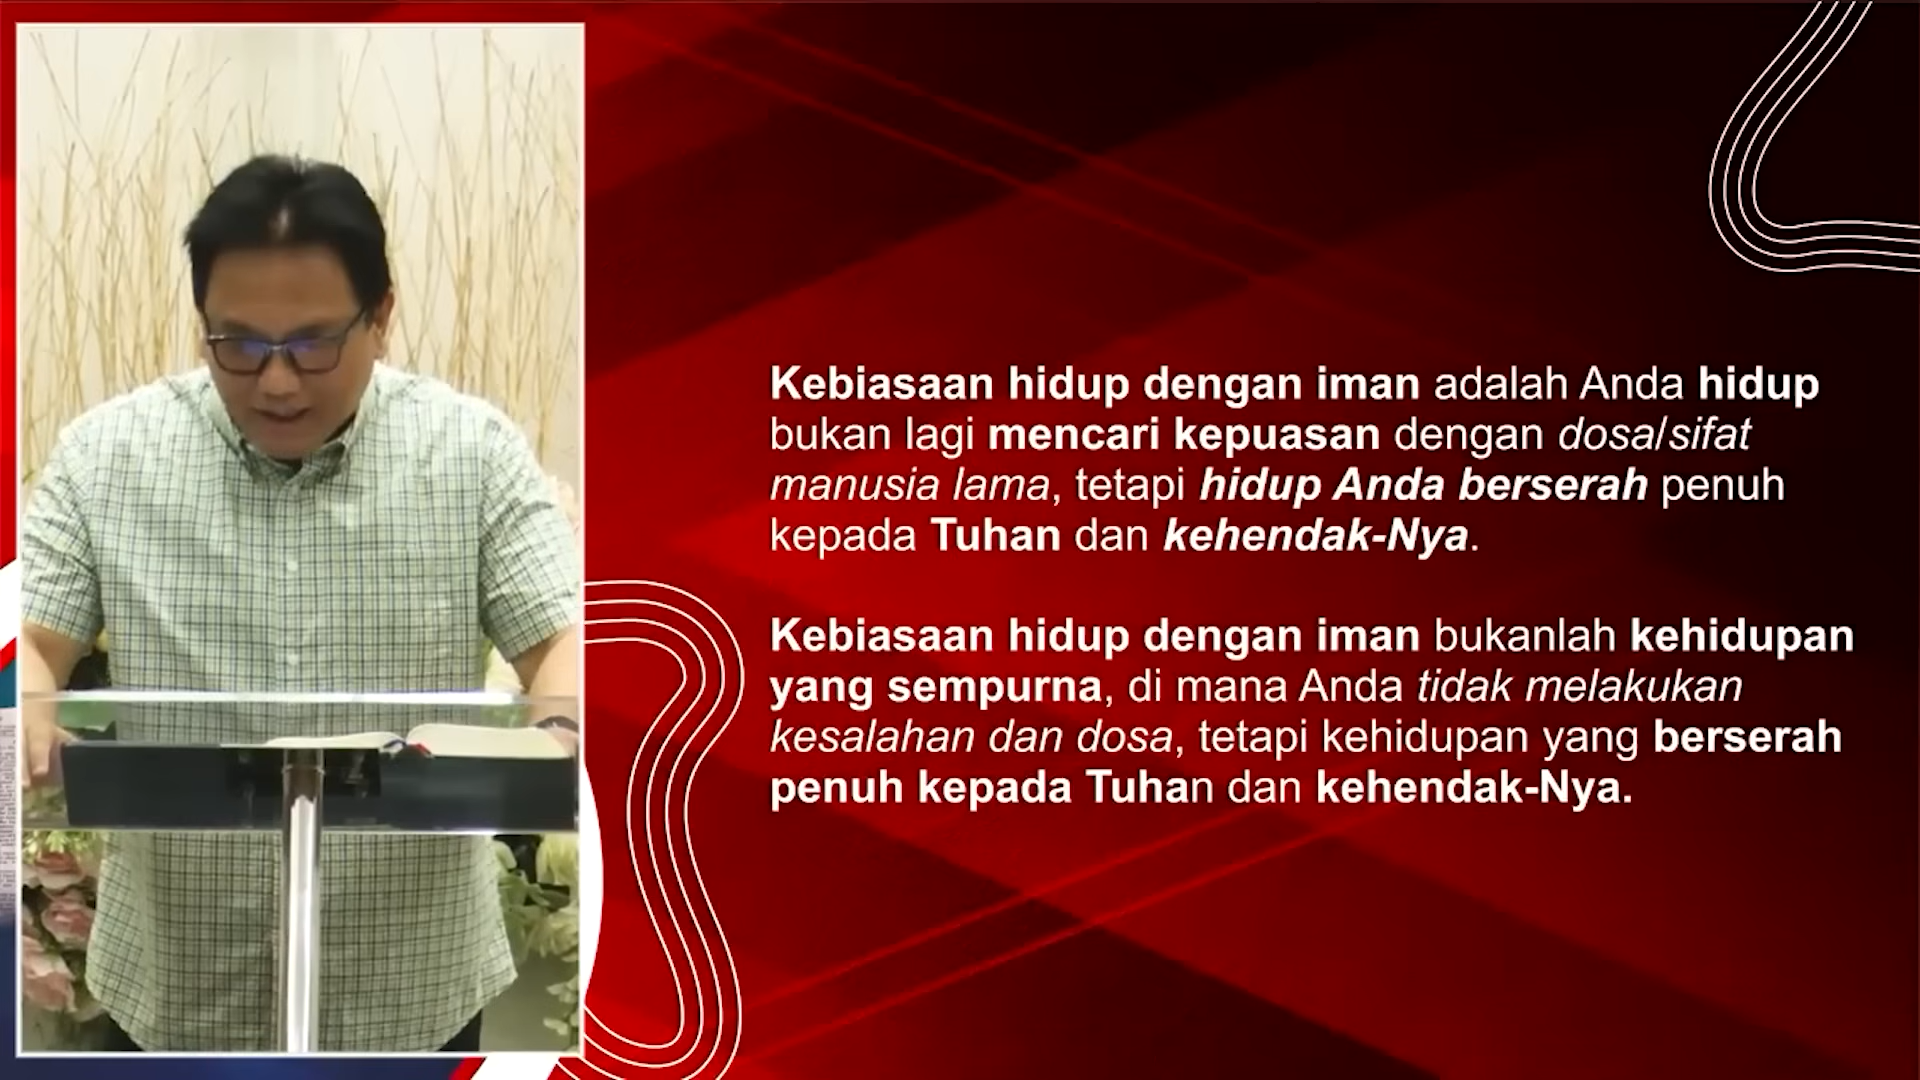 Kebiasaan hidup dengan iman adalah Anda hidup
bukan lagi mencari kepuasan dengan dosa/sifat
manusia lama, tetapi hidup Anda berserah penuh
kepada Tuhan dan kehendak-Nya.
Kebiasaan hidup dengan iman bukanlah kehidupan
yang sempurna, di mana Anda tidak melakukan
kesalahan dan dosa, tetapi kehidupan yang berserah
penuh kepada Tuhan dan kehendak-Nya.